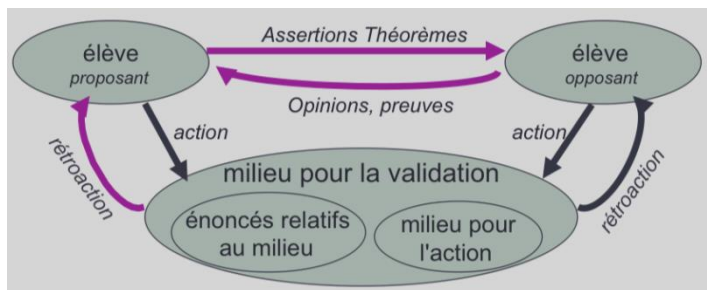 élève
proposant
Assertions Théorèmes
élève
opposant
Opinions, preuves
rétroaction
action
action
rétroaction
milieu pour la validation
énoncés relatifs
au milieu
milieu pour
l'action